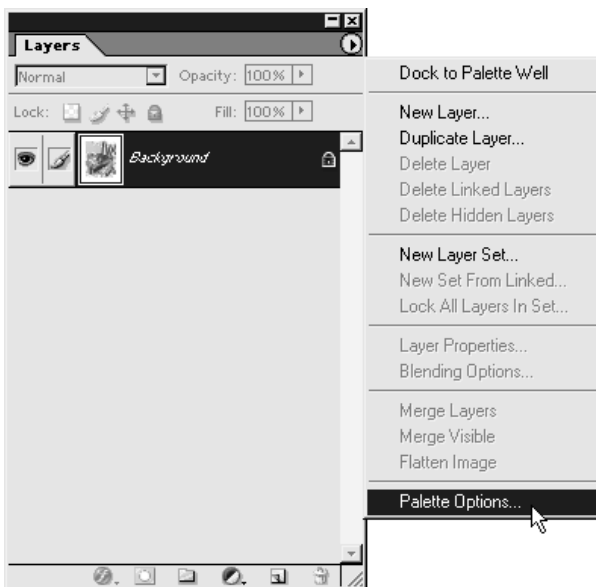 Layers
Normal Opacity: 100%
Lock: Fill: 100%
Background
Dock to Palette Well
New Layer...
Duplicate Layer...
Delete Layer
Delete Linked Layers
Delete Hidden Layers
New Layer Set...
New Set From Linked...
Lock All Layers In Set...
Layer Properties...
Blending Options...
Merge Layers
Merge Visible
Flatten Image
Palette Options...